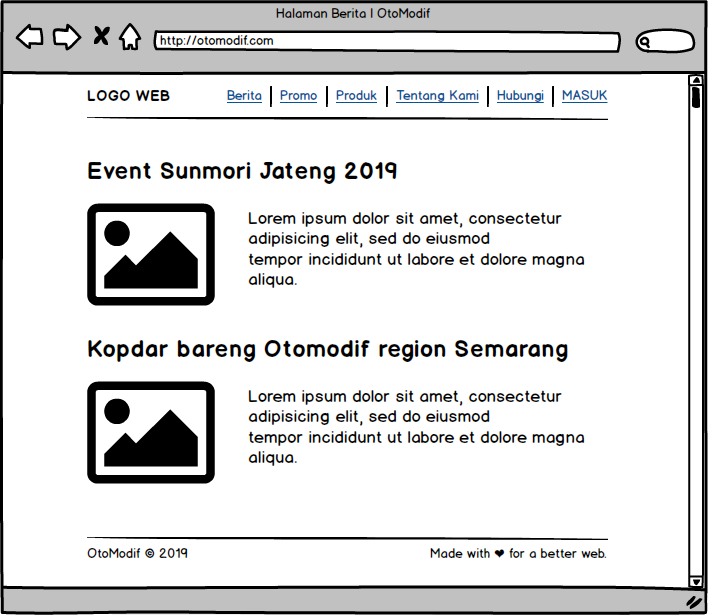 Halaman Berita | OtoModif
http://otomodif.com
LOGO WEB
Berita | Promo | Produk | Tentang Kami | Hubungi | MASUK
Event Sunmori Jateng 2019
Lorem ipsum dolor sit amet, consectetur
adipisicing elit, sed do eiusmod
tempor incididunt ut labore et dolore magna
aliqua.
Kopdar bareng Otomodif region Semarang
Lorem ipsum dolor sit amet, consectetur
adipisicing elit, sed do eiusmod
tempor incididunt ut labore et dolore magna
aliqua.
OtoModif © 2019
Made with ❤ for a better web.